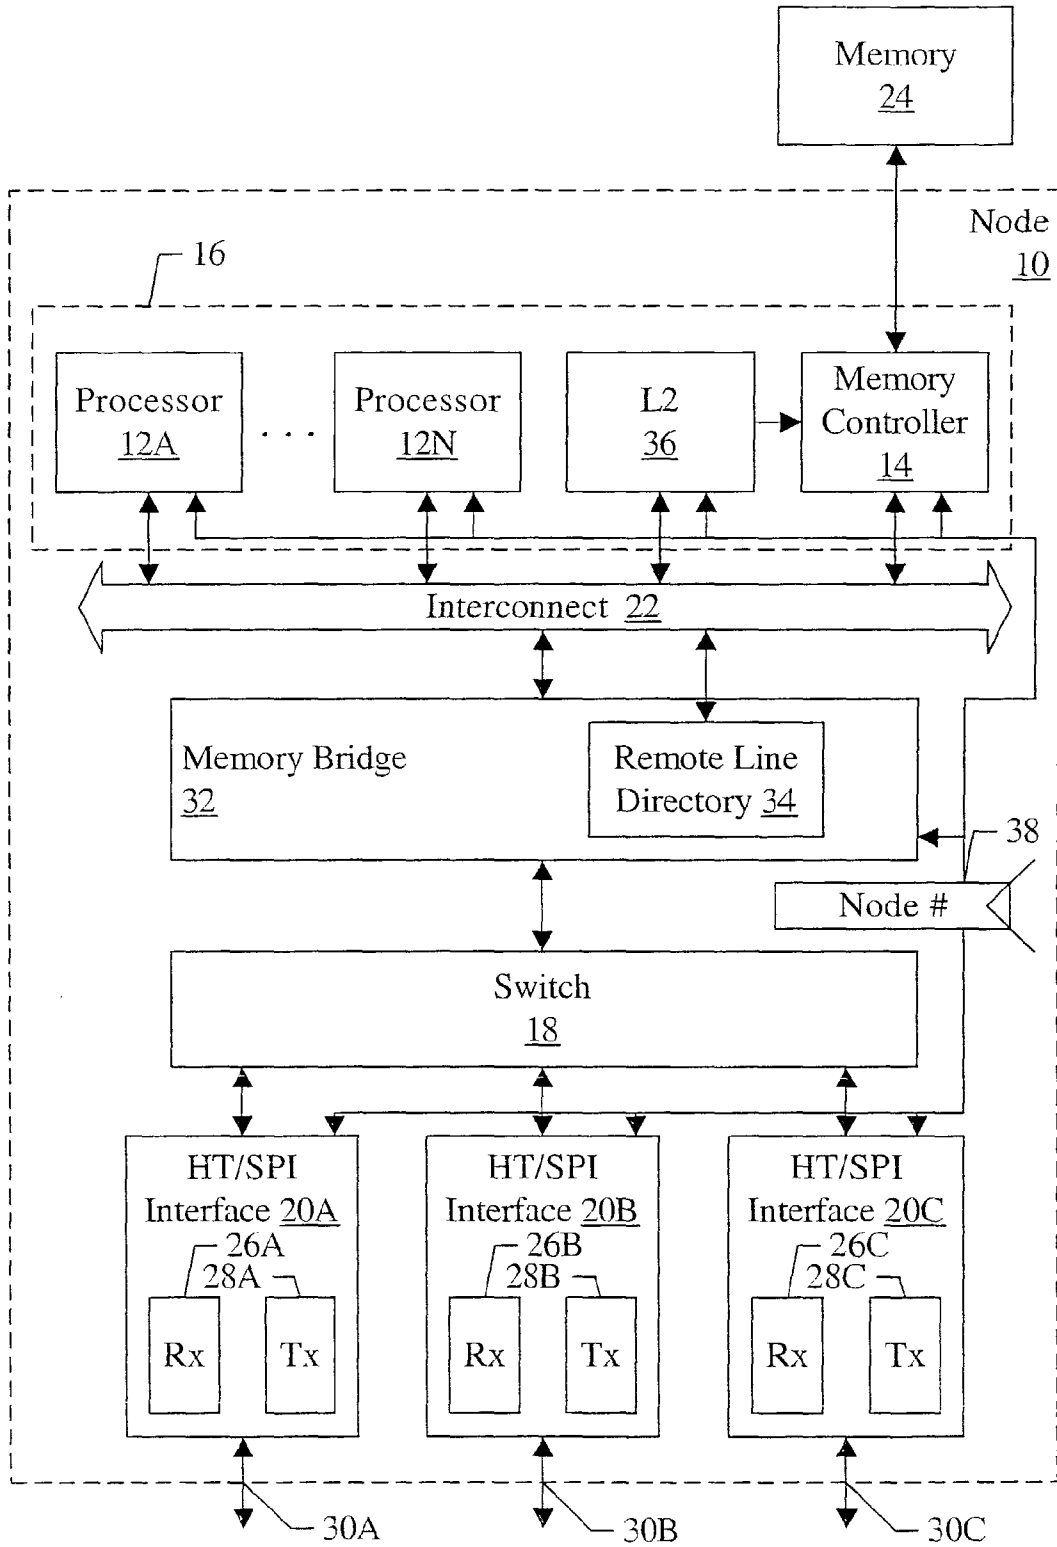 Memory
24
Node
10
16
Processor
12A
. . .
Processor
12N
L2
36
Memory
Controller
14
Interconnect 22
Memory Bridge
32
Remote Line
Directory 34
38
Node #
Switch
18
HT/SPI
Interface 20A
26A
28A
Rx
Tx
HT/SPI
Interface 20B
26B
28B
Rx
Tx
HT/SPI
Interface 20C
26C
28C
Rx
Tx
30A
30B
30C